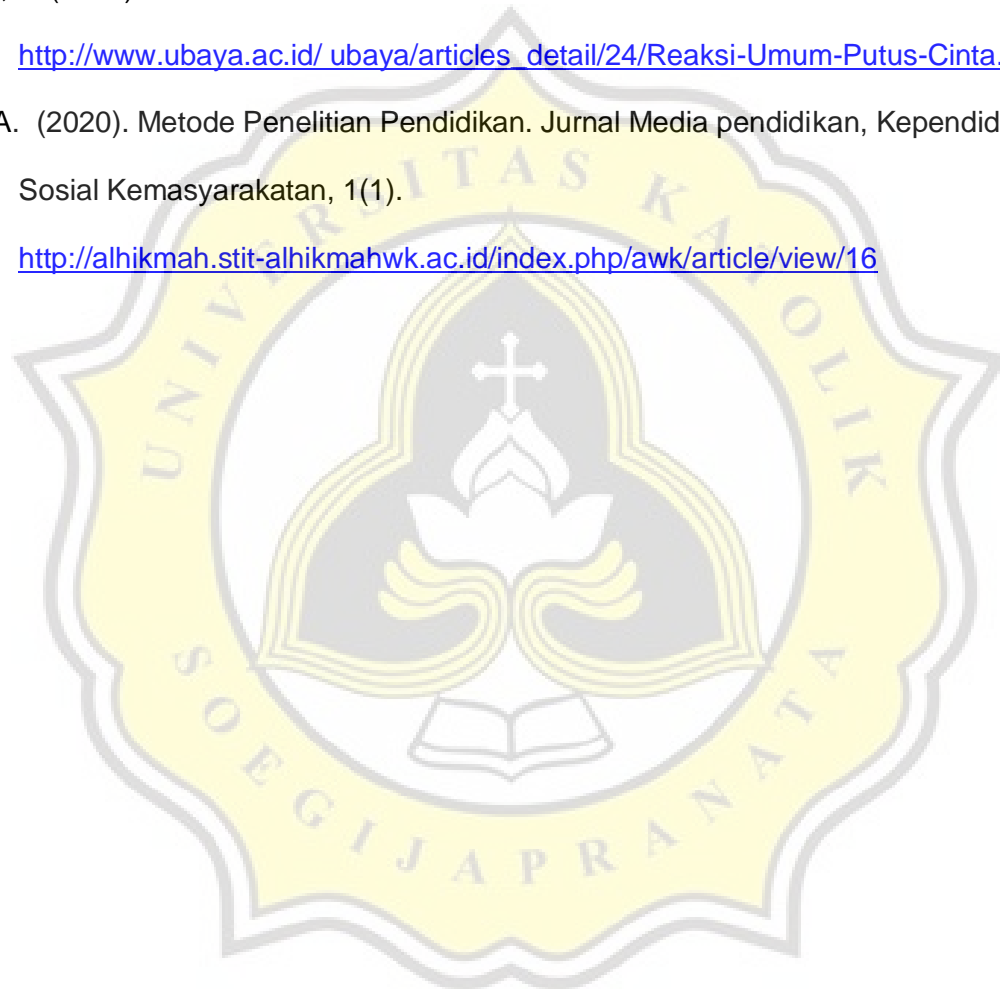 http://www.ubaya.ac.id/ ubaya/articles_detail/24/Reaksi-Umum-Putus-Cinta.
A. (2020). Metode Penelitian Pendidikan. Jurnal Media pendidikan, Kependid
Sosial Kemasyarakatan, 1(1).
http://alhikmah.stit-alhikmahwk.ac.id/index.php/awk/article/view/16
UNIVERSITAS KATOLIK
SOEGIJAPRANATA